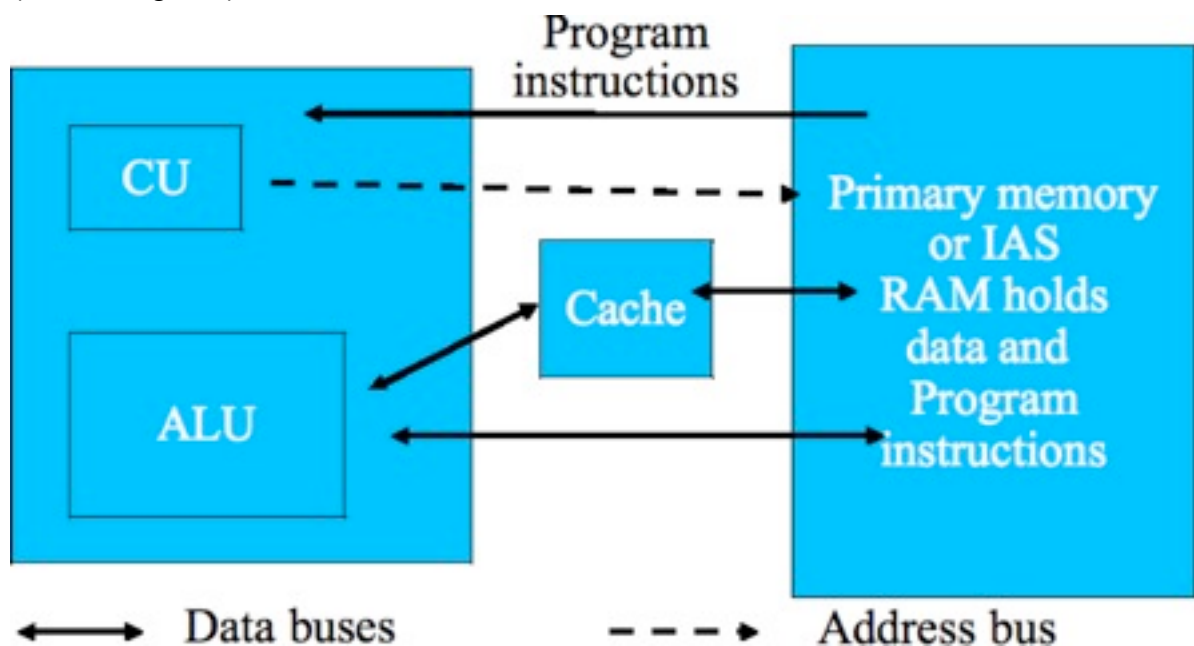 Program
instructions
CU
Primary memory
or IAS
RAM holds
data and
Program
instructions
Cache
ALU
Data buses
Address bus